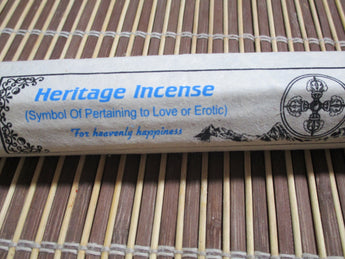 Heritage Incense
(Symbol Of Pertaining to Love or Erotic)
For heavenly happiness